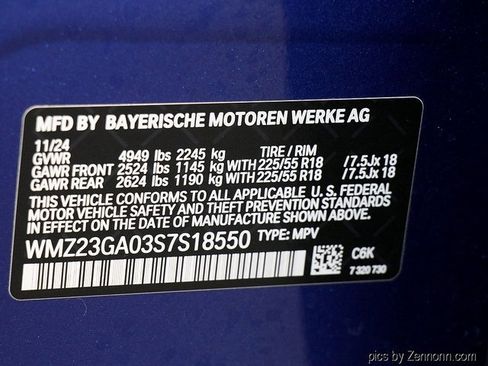 MFD BY BAYERISCHE MOTOREN WERKE AG
11/24
GVWR 4949 lbs 2245 kg TIRE / RIM
GAWR FRONT 2524 lbs 1145 kg WITH 225/55 R18 /7.5Jx18
GAWR REAR 2624 lbs 1190 kg WITH 225/55 R18 /7.5Jx18
THIS VEHICLE CONFORMS TO ALL APPLICABLE U.S. FEDERAL
MOTOR VEHICLE SAFETY AND THEFT PREVENTION STANDARDS
IN EFFECT ON THE DATE OF MANUFACTURE SHOWN ABOVE.
WMZ23GA03S7S18550 TYPE: MPV
C6K
7 320 730
pics by Zennonn.com